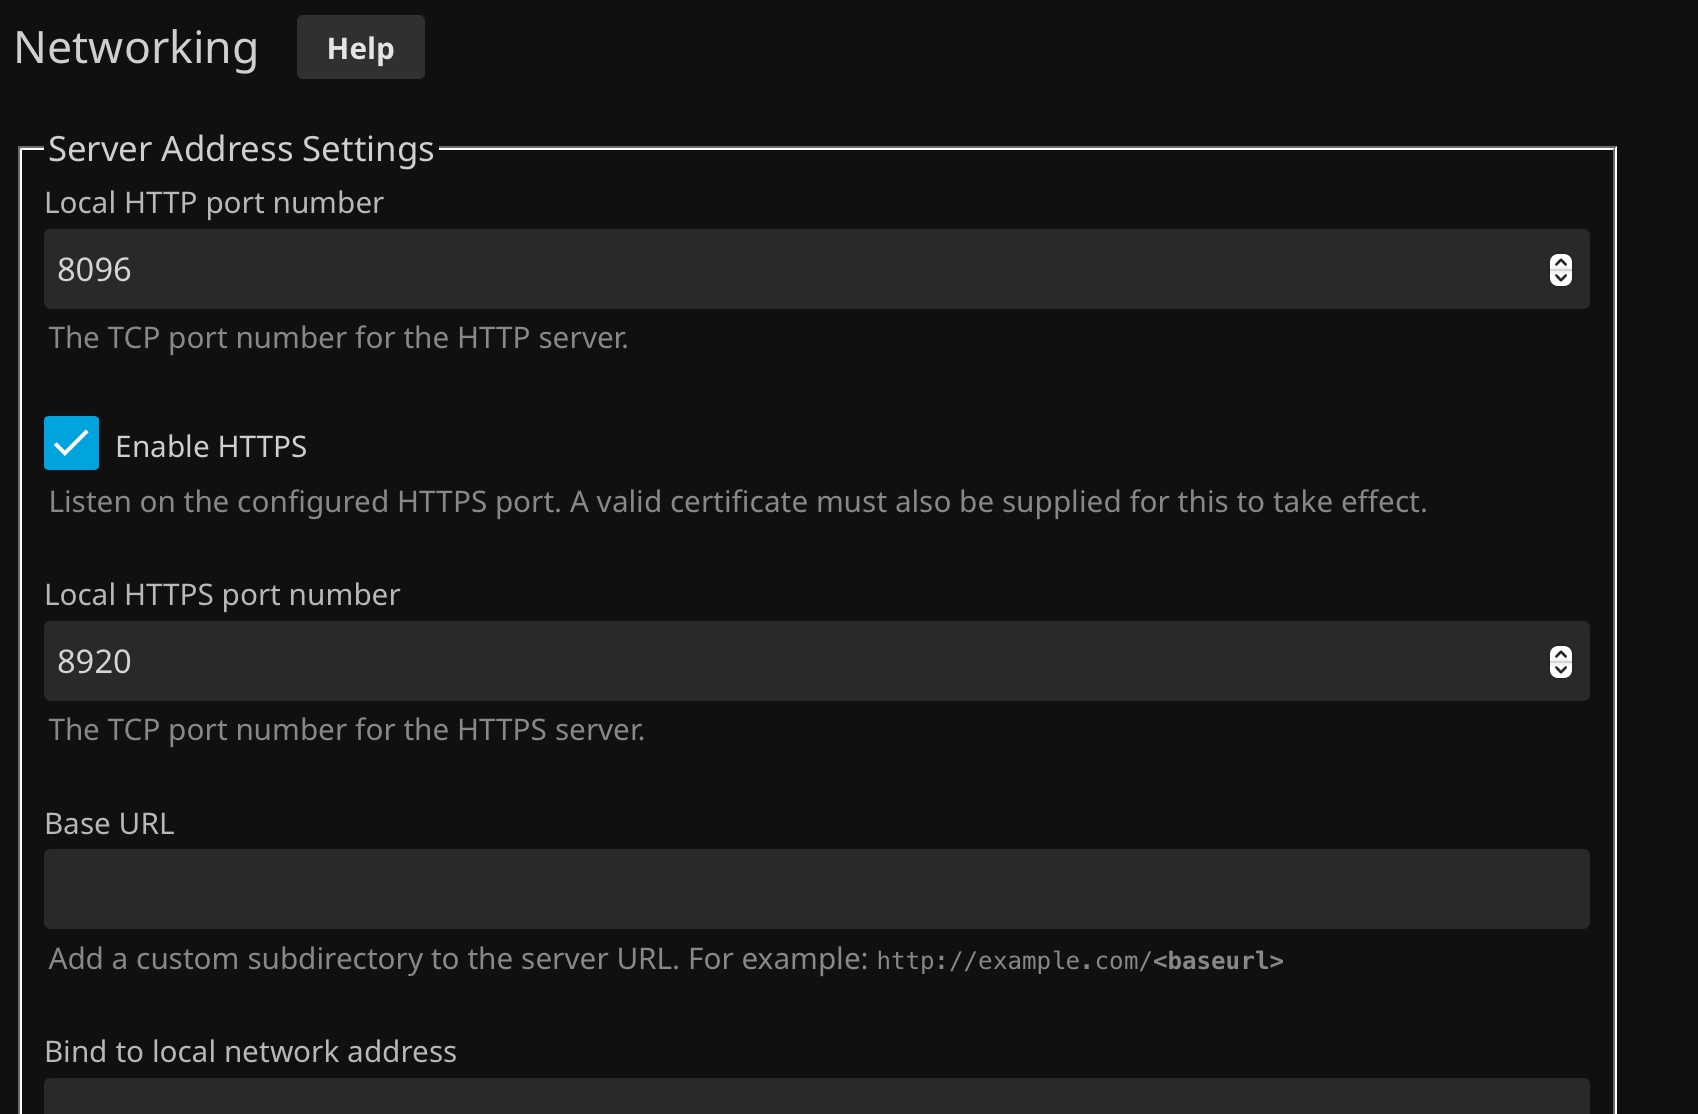 Networking
Help
Server Address Settings
Local HTTP port number
8096
The TCP port number for the HTTP server.
Enable HTTPS
Listen on the configured HTTPS port. A valid certificate must also be supplied for this to take effect.
Local HTTPS port number
8920
The TCP port number for the HTTPS server.
Base URL
Add a custom subdirectory to the server URL. For example: http://example.com/<baseurl>
Bind to local network address